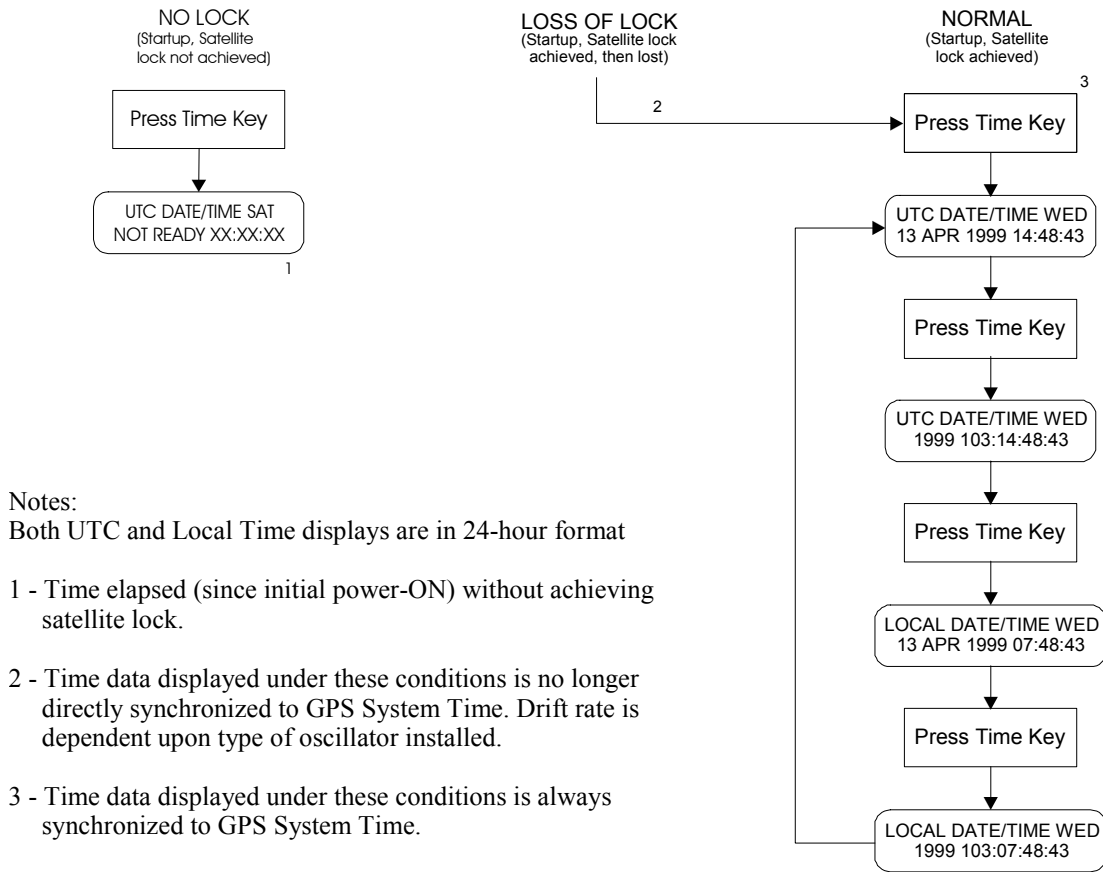 NO LOCK
(Startup, Satellite
lock not achieved)
Press Time Key
UTC DATE/TIME SAT
NOT READY XX:XX:XX
1
LOSS OF LOCK
(Startup, Satellite lock
achieved, then lost)
2
NORMAL
(Startup, Satellite
lock achieved)
3
Press Time Key
UTC DATE/TIME WED
13 APR 1999 14:48:43
Press Time Key
UTC DATE/TIME WED
1999 103:14:48:43
Press Time Key
LOCAL DATE/TIME WED
13 APR 1999 07:48:43
Press Time Key
LOCAL DATE/TIME WED
1999 103:07:48:43
Notes:
Both UTC and Local Time displays are in 24-hour format
1 - Time elapsed (since initial power-ON) without achieving
satellite lock.
2 - Time data displayed under these conditions is no longer
directly synchronized to GPS System Time. Drift rate is
dependent upon type of oscillator installed.
3 - Time data displayed under these conditions is always
synchronized to GPS System Time.